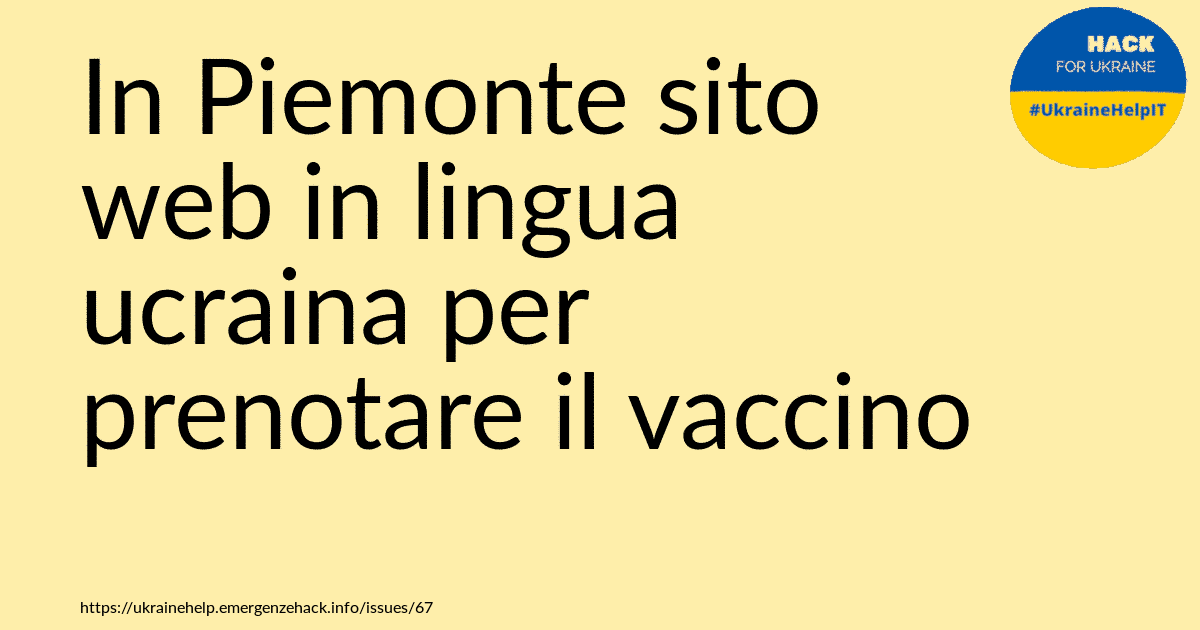 HACK
FOR UKRAINE
#UkraineHelpIT
In Piemonte sito
web in lingua
ucraina per
prenotare il vaccino
https://ukrainehelp.emergenzehack.info/issues/67